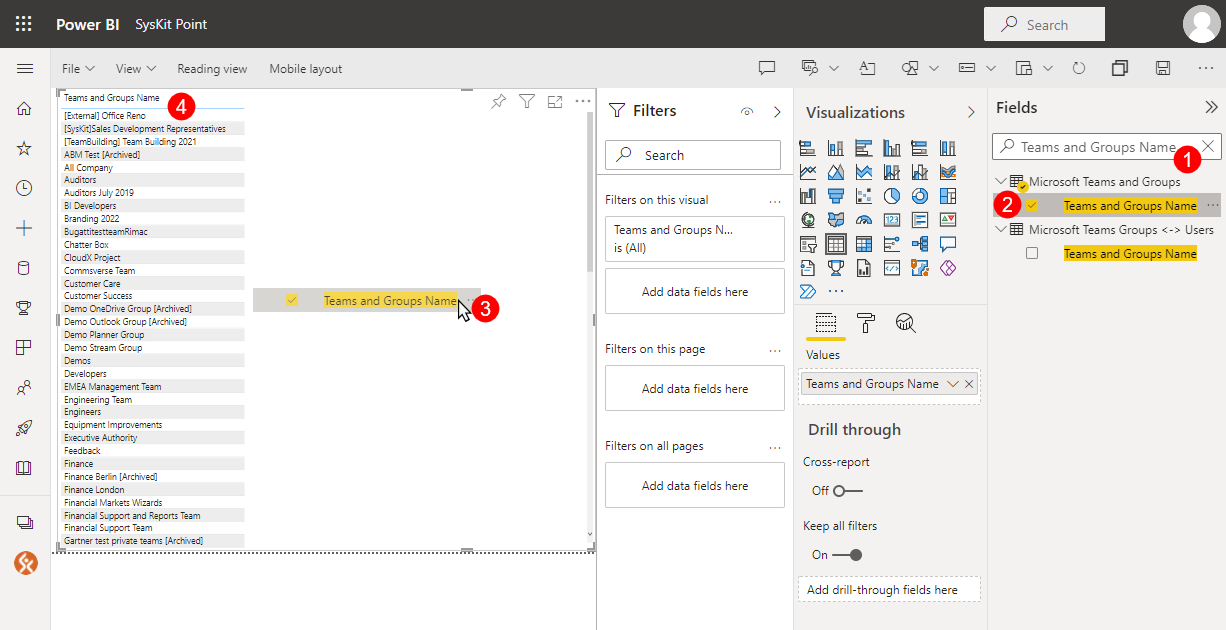 Power BI SysKit Point
Search
File View Reading view Mobile layout
Teams and Groups Name
4
[External] Office Reno
[SysKit]Sales Development Representatives
[TeamBuilding] Team Building 2021
ABM Test [Archived]
All Company
Auditors
Auditors July 2019
BI Developers
Branding 2022
BugattitestteamRimac
Chatter Box
CloudX Project
Commsverse Team
Customer Care
Customer Success
Demo OneDrive Group [Archived]
Demo Outlook Group [Archived]
Demo Planner Group
Demo Stream Group
Demos
Developers
EMEA Management Team
Engineering Team
Engineers
Equipment Improvements
Executive Authority
Feedback
Finance
Finance Berlin [Archived]
Finance London
Financial Markets Wizards
Financial Support and Reports Team
Financial Support Team
Gartner test private teams [Archived]
Teams and Groups Name
3
Filters
Search
Filters on this visual
Teams and Groups N...
is (All)
Add data fields here
Filters on this page
Add data fields here
Filters on all pages
Add data fields here
Visualizations
123
Values
Teams and Groups Name
Drill through
Cross-report
Off
Keep all filters
On
Add drill-through fields here
Fields
Teams and Groups Name
1
Microsoft Teams and Groups
2
Teams and Groups Name
Microsoft Teams Groups <-> Users
Teams and Groups Name